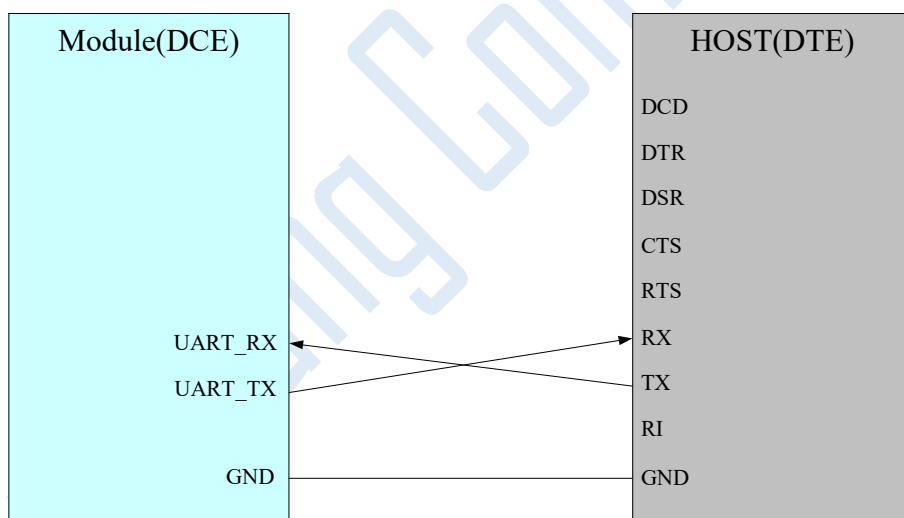 Module(DCE)
HOST(DTE)
DCD
DTR
DSR
CTS
RTS
UART_RX
RX
UART_TX
TX
RI
GND
GND